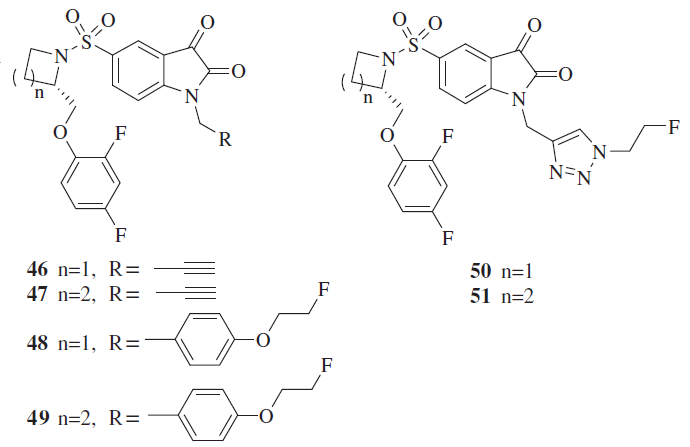 O O
S
N
O
O
N
n
R
O
F
F
O O
S
N
O
O
N
n
F
N
N N
O
F
F
46 n=1, R=
47 n=2, R=
48 n=1, R=
O
F
49 n=2, R=
O
F
50 n=1
51 n=2